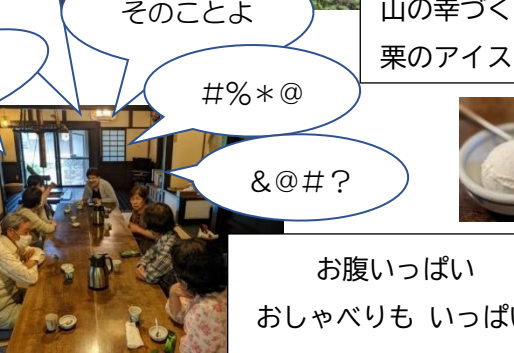 そのことよ
山の幸づく
栗のアイス
#%*@
&@#?
お腹いっぱい
おしゃべりも いっぱい